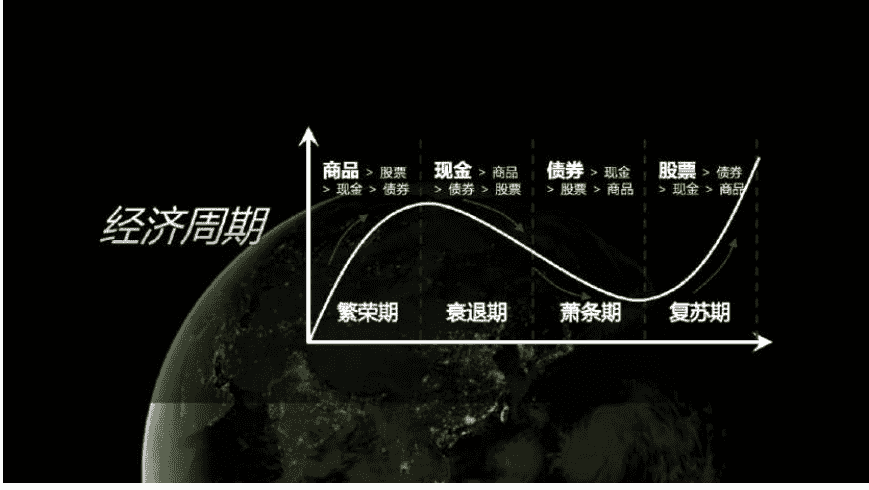 经济周期
商品 > 股票
> 现金 > 债券
现金 > 商品
> 债券 > 股票
债券 > 现金
> 股票 > 商品
股票 > 债券
> 现金 > 商品
繁荣期
衰退期
萧条期
复苏期